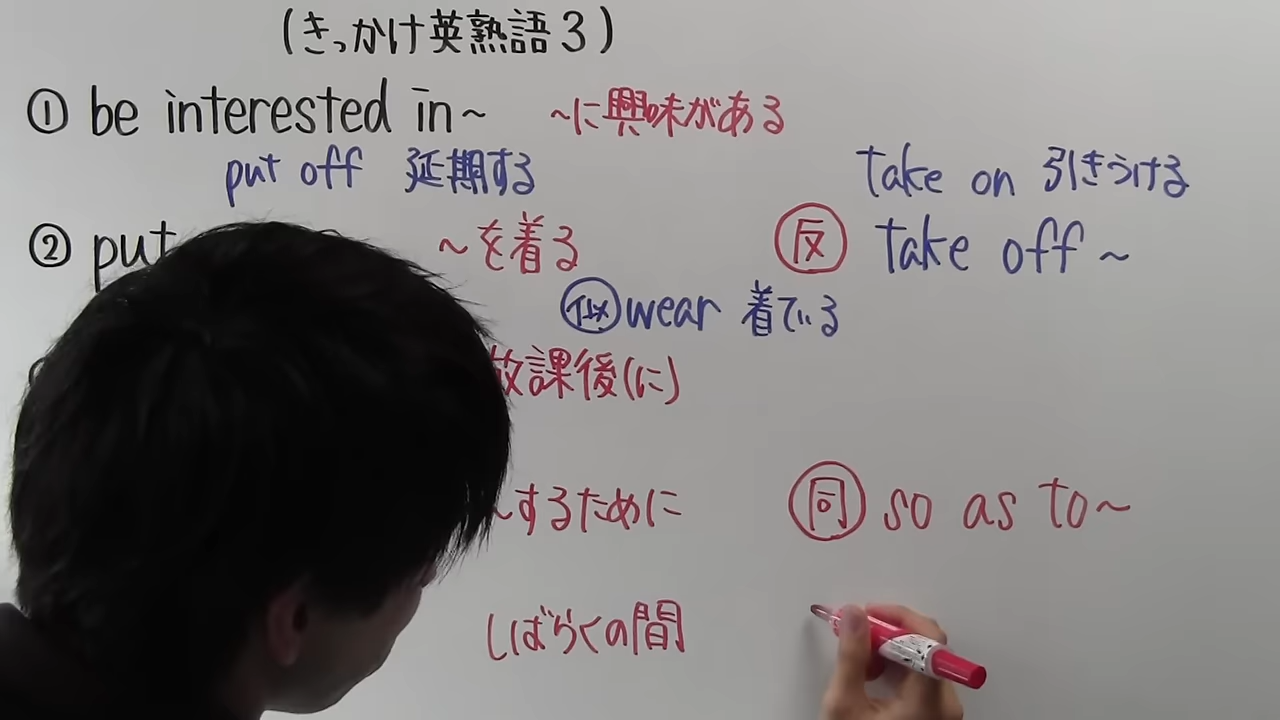 (きっかけ英熟語3)
① be interested in~ ~に興味がある
put off 延期する take on 引きうける
② put ~を着る 反 take off ~
似 wear 着ている
放課後(に)
~するために 同 so as to~
しばらくの間